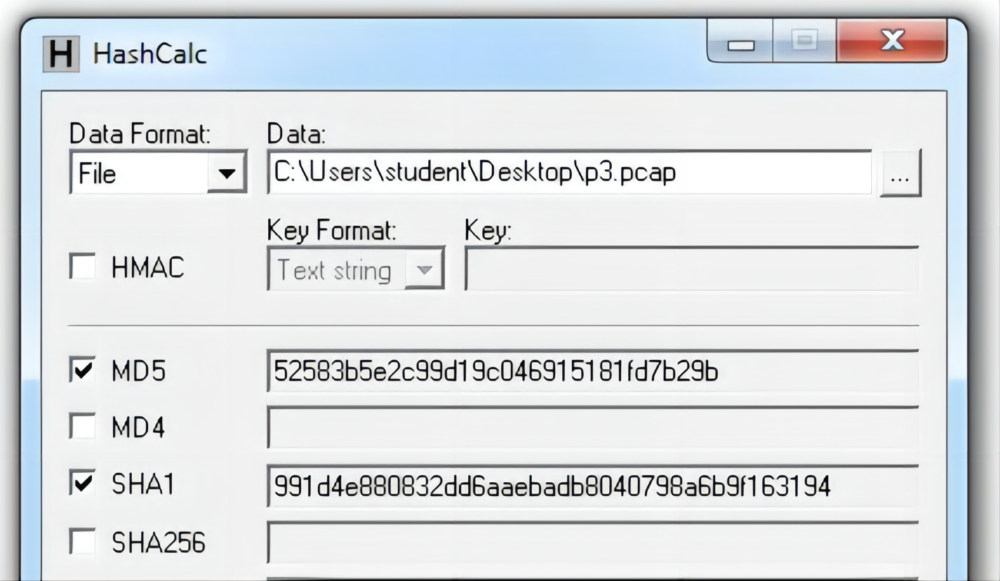 H HashCalc
Data Format: Data:
File C:\Users\student\Desktop\p3.pcap ...
Key Format: Key:
HMAC Text string
MD5 52583b5e2c99d19c046915181fd7b29b
MD4
SHA1 991d4e880832dd6aaebadb8040798a6b9f163194
SHA256